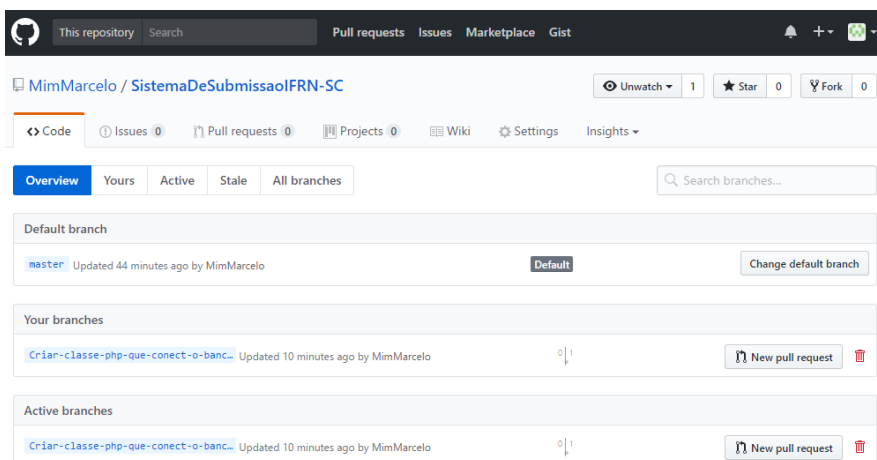 This repository Search Pull requests Issues Marketplace Gist
MimMarcelo / SistemaDeSubmissaoIFRN-SC Unwatch 1 Star 0 Fork 0
Code Issues 0 Pull requests 0 Projects 0 Wiki Settings Insights
Overview Yours Active Stale All branches Search branches...
Default branch
master Updated 44 minutes ago by MimMarcelo Default Change default branch
Your branches
Criar-classe-php-que-conect-o-banc… Updated 10 minutes ago by MimMarcelo 0 1 New pull request
Active branches
Criar-classe-php-que-conect-o-banc… Updated 10 minutes ago by MimMarcelo 0 1 New pull request